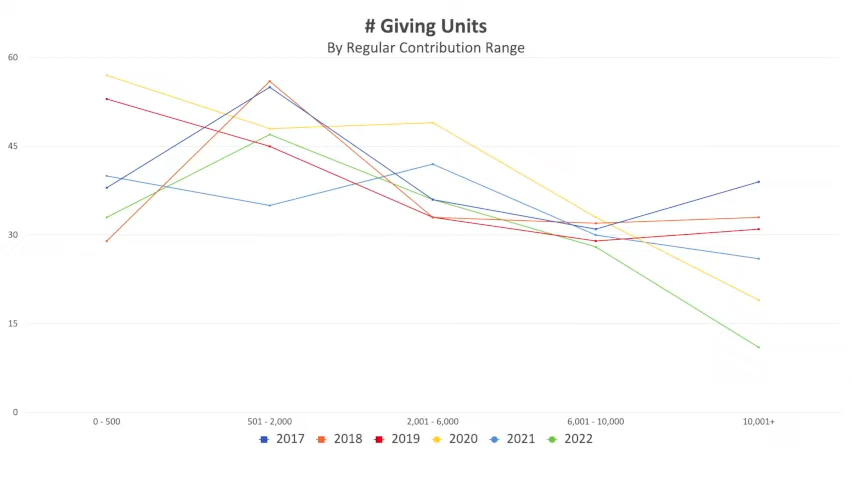 # Giving Units
By Regular Contribution Range
60
45
30
15
0
0 - 500 501 - 2,000 2,001 - 6,000 6,001 - 10,000 10,001+
2017 2018 2019 2020 2021 2022